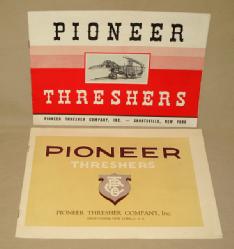 PIONEER
THRESHERS
PIONEER THRESHER COMPANY, INC. — SHORTSVILLE, NEW YORK
PIONEER
THRESHERS
PIONEER THRESHER COMPANY, Inc.